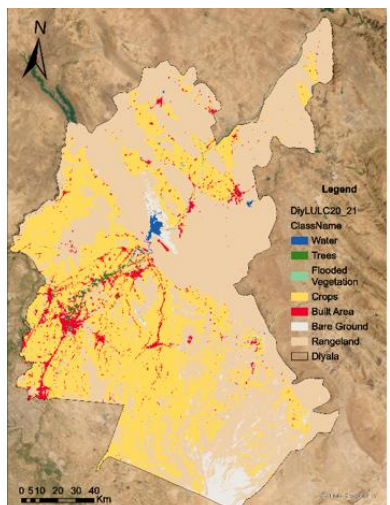 N
Legend
DiyLULC20_21
ClassName
Water
Trees
Flooded
Vegetation
Crops
Built Area
Bare Ground
Rangeland
Diyala
0 5 10 20 30 40
Km